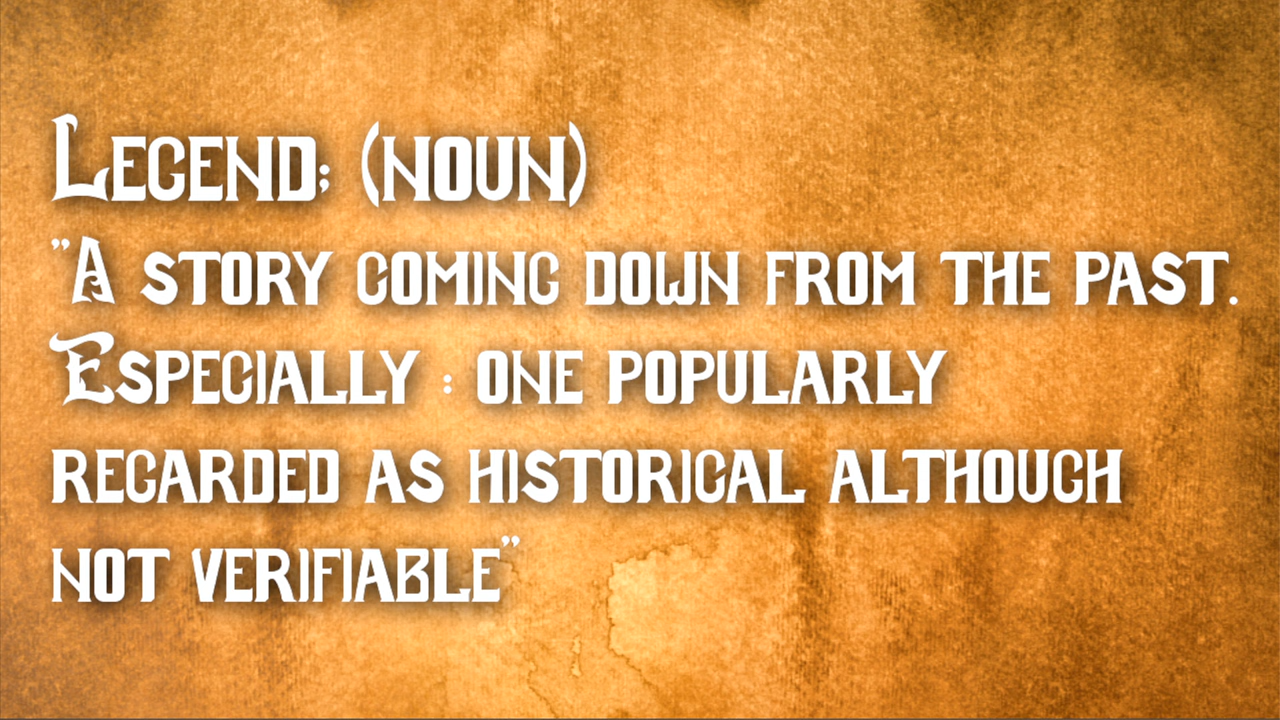 Legend; (noun)
"A story coming down from the past.
Especially : one popularly
regarded as historical although
not verifiable"